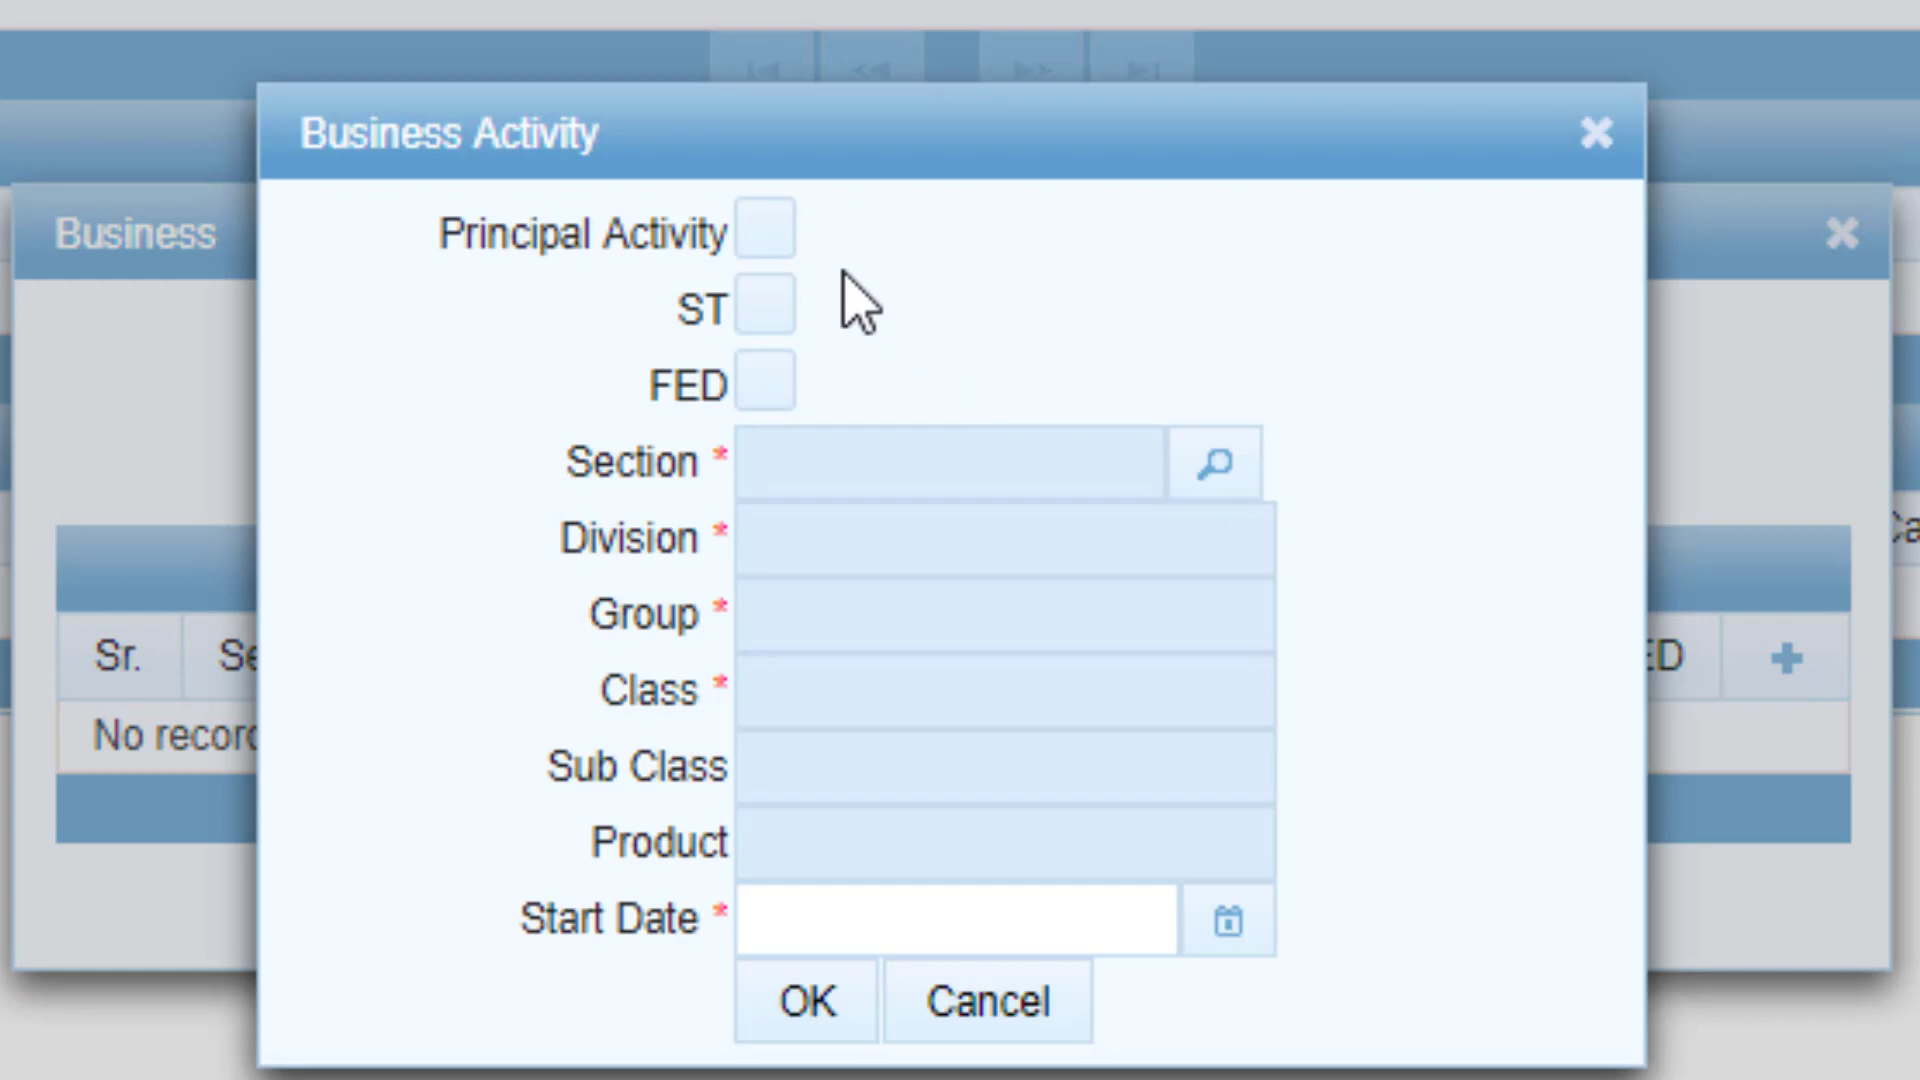 Business Activity
Business
Principal Activity
ST
FED
Section *
Division *
Group *
Class *
Sub Class
Product
Start Date *
OK Cancel
Sr.
No